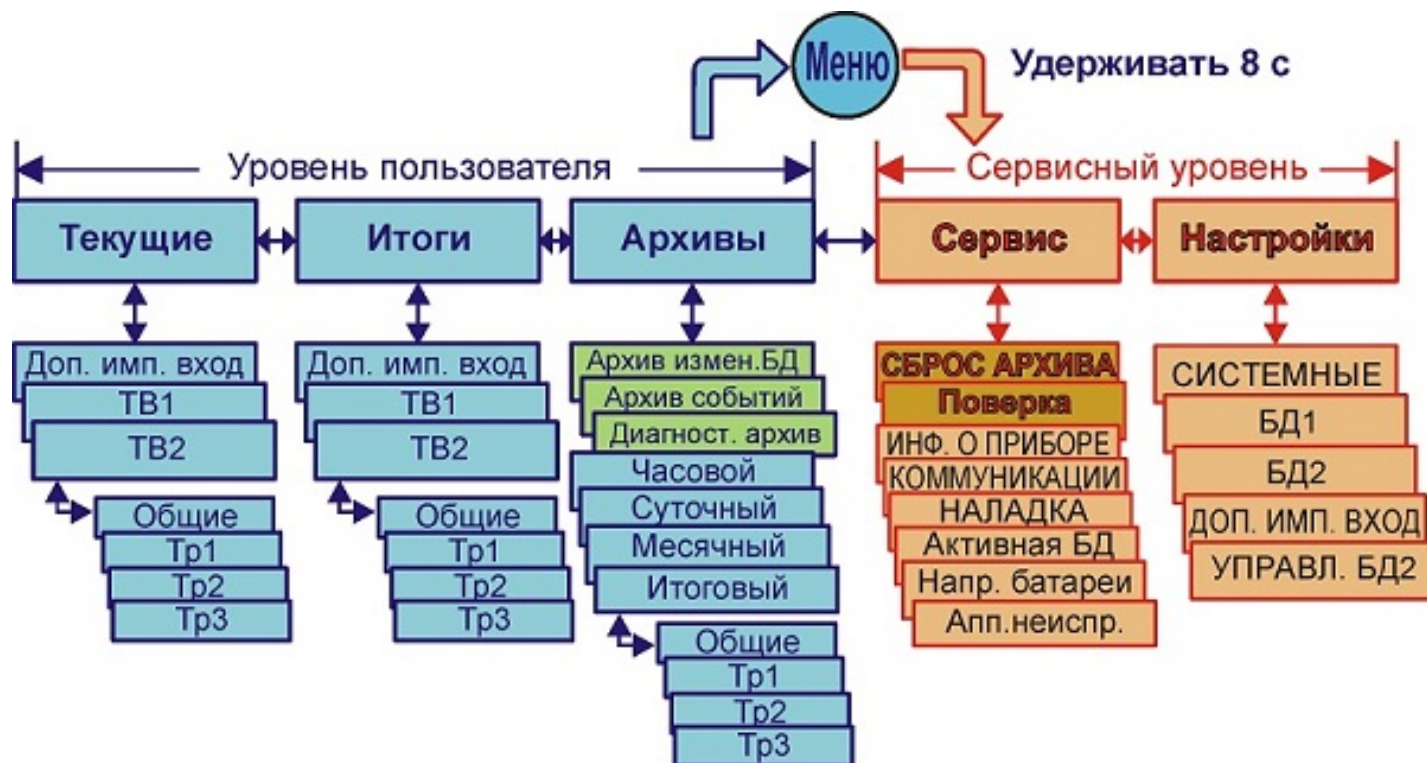 Меню
Удерживать 8 с
Уровень пользователя
Сервисный уровень
Текущие
Итоги
Архивы
Сервис
Настройки
Доп. имп. вход
ТВ1
ТВ2
Общие
Тр1
Тр2
Тр3
Доп. имп. вход
ТВ1
ТВ2
Общие
Тр1
Тр2
Тр3
Архив измен.БД
Архив событий
Диагност. архив
Часовой
Суточный
Месячный
Итоговый
Общие
Тр1
Тр2
Тр3
СБРОС АРХИВА
Поверка
ИНФ. О ПРИБОРЕ
КОММУНИКАЦИИ
НАЛАДКА
Активная БД
Напр. батареи
Апп.неиспр.
СИСТЕМНЫЕ
БД1
БД2
ДОП. ИМП. ВХОД
УПРАВЛ. БД2